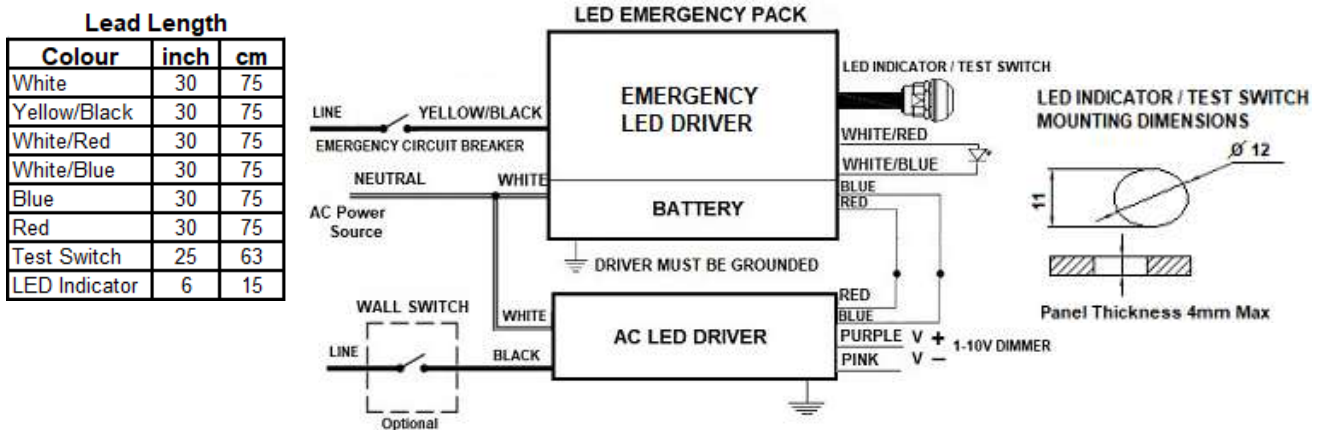 Lead Length
Colour inch cm
White 30 75
Yellow/Black 30 75
White/Red 30 75
White/Blue 30 75
Blue 30 75
Red 30 75
Test Switch 25 63
LED Indicator 6 15
LED EMERGENCY PACK
EMERGENCY
LED DRIVER
BATTERY
LINE
YELLOW/BLACK
EMERGENCY CIRCUIT BREAKER
NEUTRAL
WHITE
AC Power
Source
LED INDICATOR / TEST SWITCH
WHITE/RED
WHITE/BLUE
BLUE
RED
DRIVER MUST BE GROUNDED
WALL SWITCH
WHITE
LINE
BLACK
Optional
AC LED DRIVER
RED
BLUE
PURPLE V +
PINK V −
1-10V DIMMER
LED INDICATOR / TEST SWITCH
MOUNTING DIMENSIONS
Ø 12
11
Panel Thickness 4mm Max